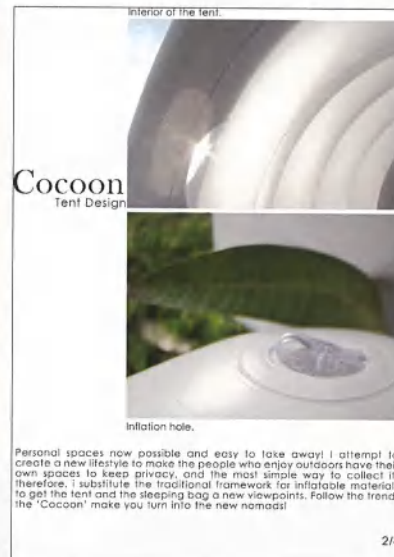 Interior of the tent.
Cocoon
Tent Design
Inflation hole.
Personal spaces now possible and easy to take away! I attempt to
create a new lifestyle to make the people who enjoy outdoors have their
own spaces to keep privacy, and the most simple way to collect it
therefore, i substitute the traditional framework for inflatable material
to get the tent and the sleeping bag a new viewpoints. Follow the trend
the 'Cocoon' make you turn into the new nomads!
2/